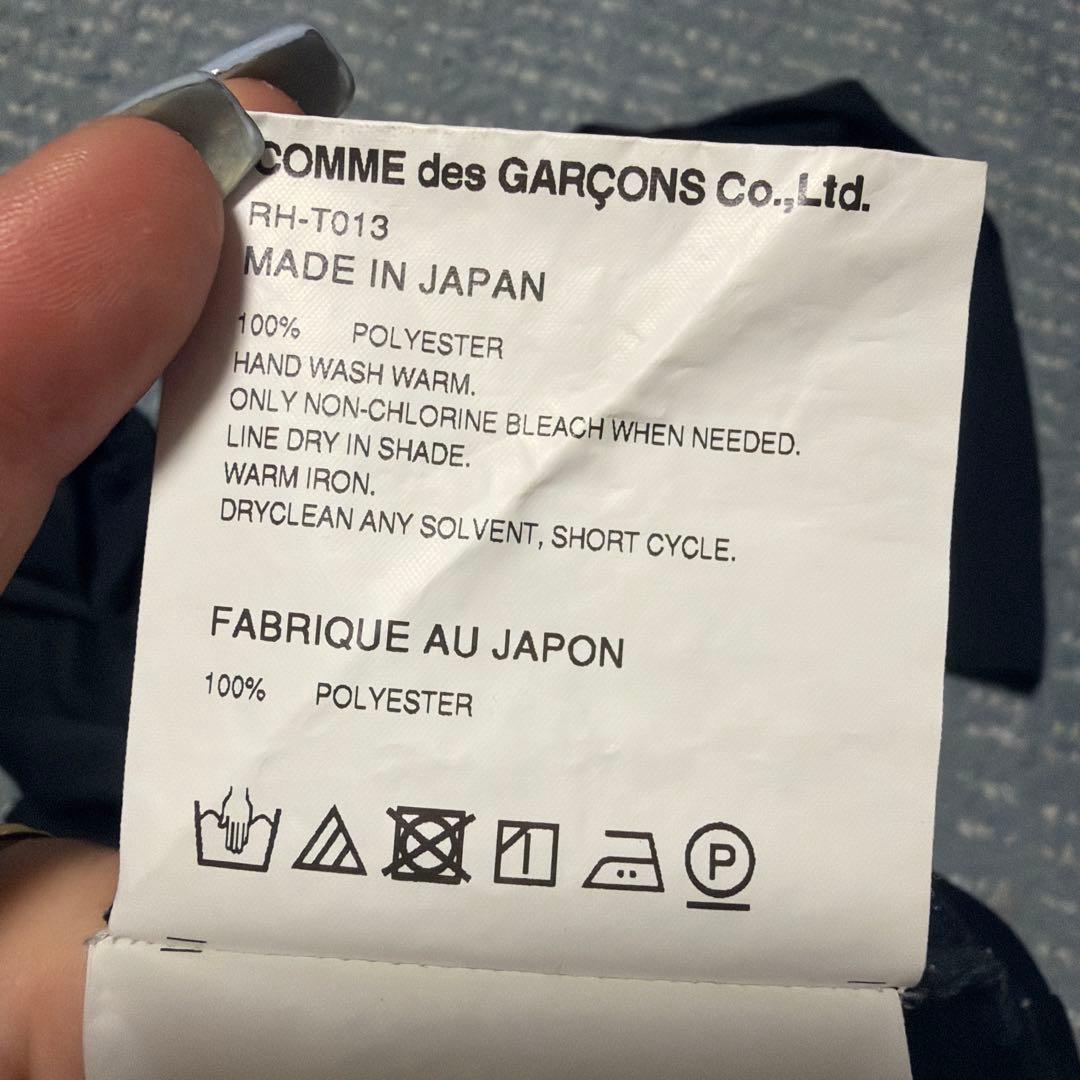 COMME des GARÇONS Co.,Ltd.
RH-T013
MADE IN JAPAN
100% POLYESTER
HAND WASH WARM.
ONLY NON-CHLORINE BLEACH WHEN NEEDED.
LINE DRY IN SHADE.
WARM IRON.
DRYCLEAN ANY SOLVENT, SHORT CYCLE.
FABRIQUE AU JAPON
100% POLYESTER
P